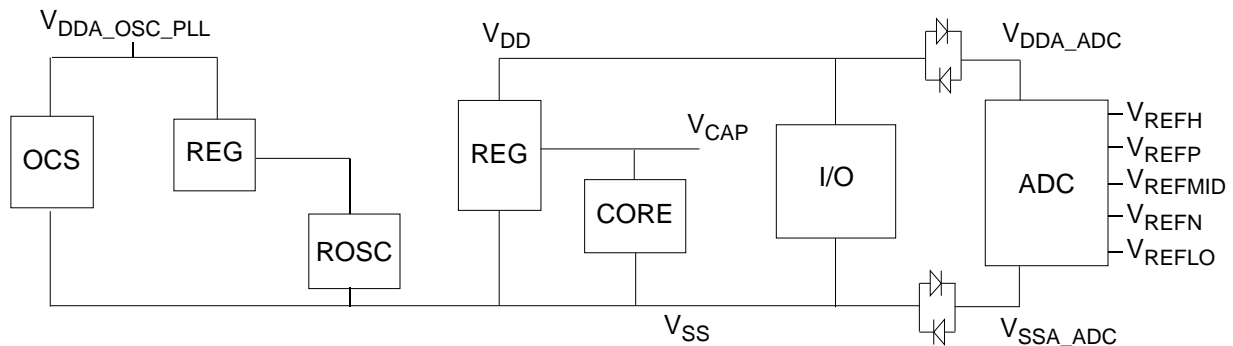 VDDA_OSC_PLL
VDD
VDDA_ADC
OCS
REG
REG
VCAP
I/O
ADC
VREFH
VREFP
VREFMID
VREFN
VREFLO
CORE
ROSC
VSS
VSSA_ADC